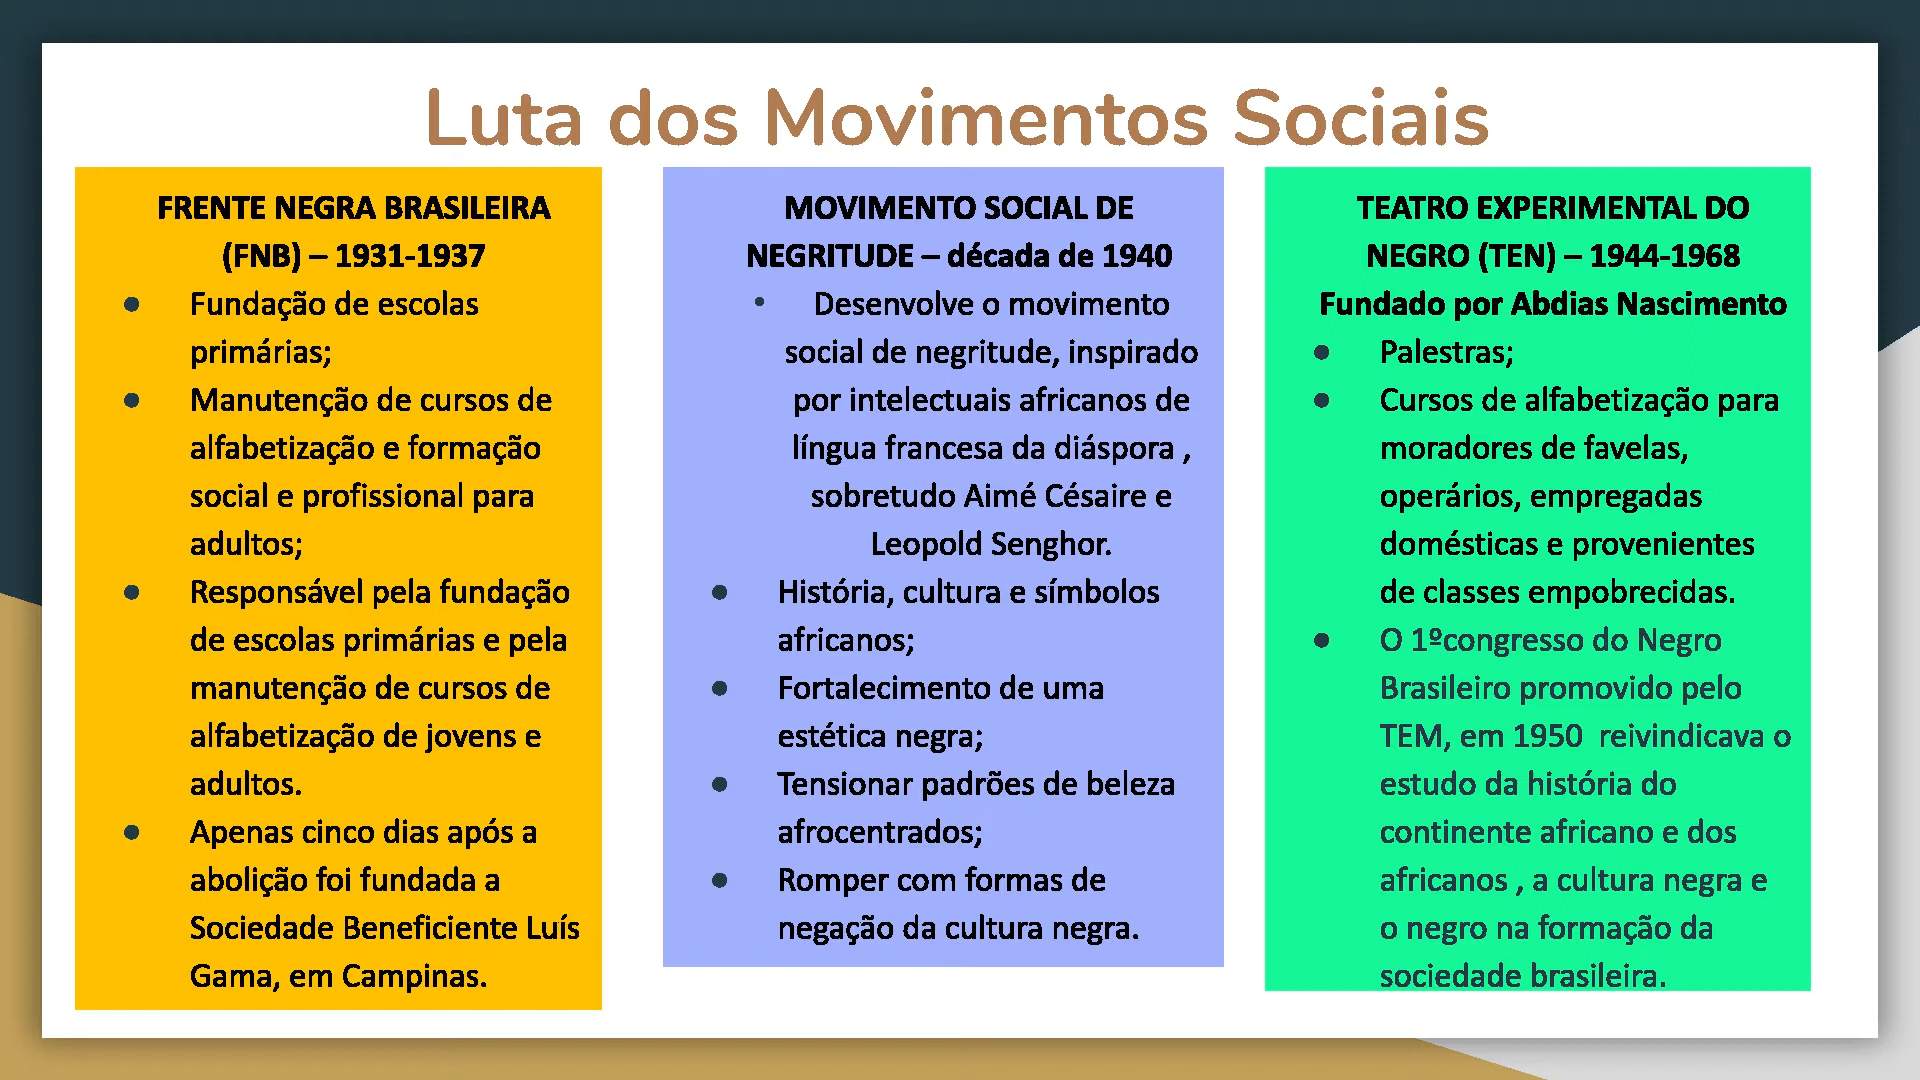 Luta dos Movimentos Sociais
FRENTE NEGRA BRASILEIRA
(FNB) – 1931-1937
● Fundação de escolas
primárias;
● Manutenção de cursos de
alfabetização e formação
social e profissional para
adultos;
● Responsável pela fundação
de escolas primárias e pela
manutenção de cursos de
alfabetização de jovens e
adultos.
● Apenas cinco dias após a
abolição foi fundada a
Sociedade Beneficiente Luís
Gama, em Campinas.
MOVIMENTO SOCIAL DE
NEGRITUDE – década de 1940
• Desenvolve o movimento
social de negritude, inspirado
por intelectuais africanos de
língua francesa da diáspora ,
sobretudo Aimé Césaire e
Leopold Senghor.
● História, cultura e símbolos
africanos;
● Fortalecimento de uma
estética negra;
● Tensionar padrões de beleza
afrocentrados;
● Romper com formas de
negação da cultura negra.
TEATRO EXPERIMENTAL DO
NEGRO (TEN) – 1944-1968
Fundado por Abdias Nascimento
● Palestras;
● Cursos de alfabetização para
moradores de favelas,
operários, empregadas
domésticas e provenientes
de classes empobrecidas.
● O 1ºcongresso do Negro
Brasileiro promovido pelo
TEM, em 1950  reivindicava o
estudo da história do
continente africano e dos
africanos , a cultura negra e
o negro na formação da
sociedade brasileira.